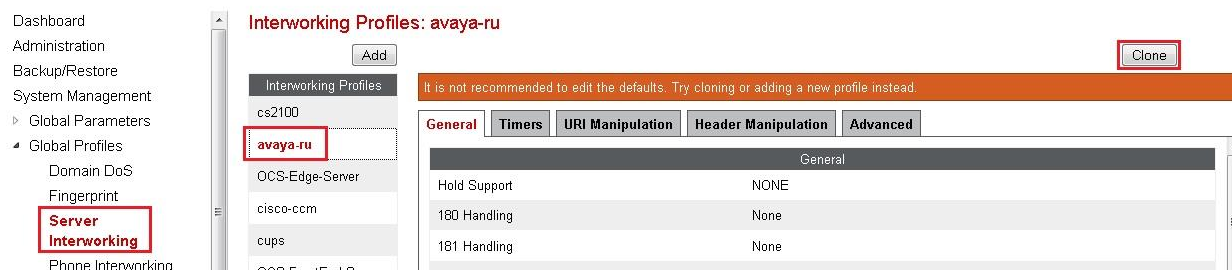 Dashboard
Administration
Backup/Restore
System Management
Global Parameters
Global Profiles
Domain DoS
Fingerprint
Server
Interworking
Phone Interworking
Interworking Profiles: avaya-ru
Add
Clone
Interworking Profiles
cs2100
avaya-ru
OCS-Edge-Server
cisco-ccm
cups
It is not recommended to edit the defaults. Try cloning or adding a new profile instead.
General Timers URI Manipulation Header Manipulation Advanced
General
Hold Support NONE
180 Handling None
181 Handling None